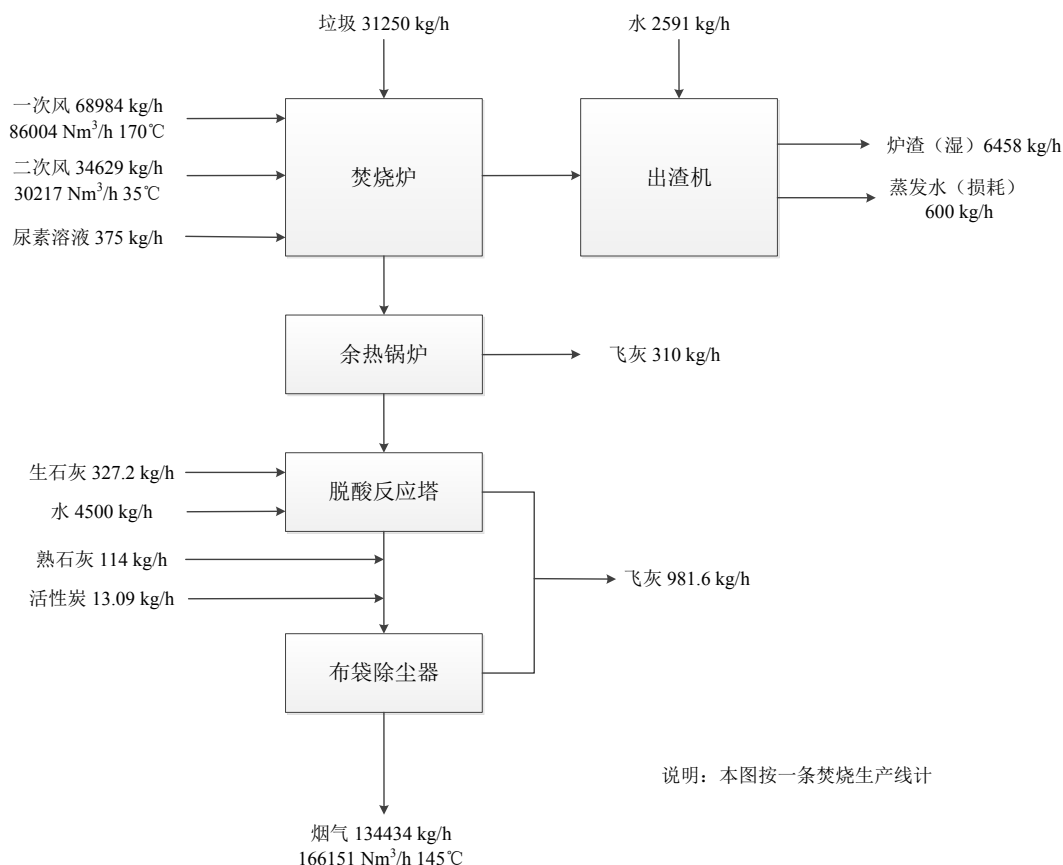 垃圾 31250 kg/h
水 2591 kg/h
一次风 68984 kg/h
86004 Nm³/h 170℃
二次风 34629 kg/h
30217 Nm³/h 35℃
尿素溶液 375 kg/h
焚烧炉
出渣机
炉渣（湿）6458 kg/h
蒸发水（损耗）
600 kg/h
余热锅炉
飞灰 310 kg/h
生石灰 327.2 kg/h
水 4500 kg/h
脱酸反应塔
熟石灰 114 kg/h
活性炭 13.09 kg/h
飞灰 981.6 kg/h
布袋除尘器
说明：本图按一条焚烧生产线计
烟气 134434 kg/h
166151 Nm³/h 145℃